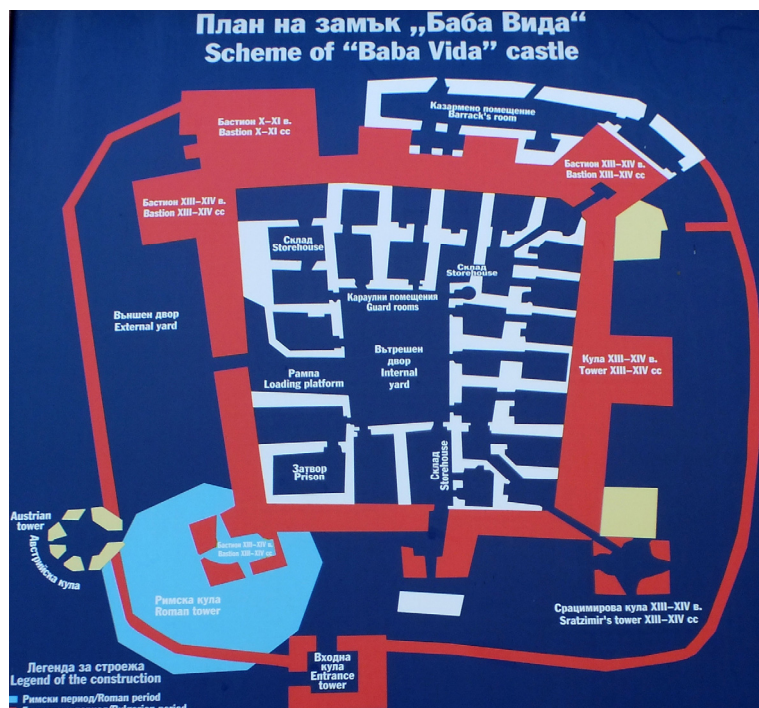 План на замък „Баба Вида“
Scheme of “Baba Vida” castle
Казармено помещение
Barrack's room
Бастион X–XI в.
Bastion X–XI cc
Бастион XIII–XIV в.
Bastion XIII–XIV cc
Бастион XIII–XIV в.
Bastion XIII–XIV cc
Склад
Storehouse
Склад
Storehouse
Караулни помещения
Guard rooms
Външен двор
External yard
Вътрешен
двор
Internal
yard
Кула XIII–XIV в.
Tower XIII–XIV cc
Рампа
Loading platform
Склад
Storehouse
Затвор
Prison
Austrian
tower
Австрийска кула
Бастион XIII–XIV в.
Bastion XIII–XIV cc
Римска кула
Roman tower
Срацимирова кула XIII–XIV в.
Sratzimir's tower XIII–XIV cc
Входна
кула
Entrance
tower
Легенда за строежа
Legend of the construction
Римски период/Roman period